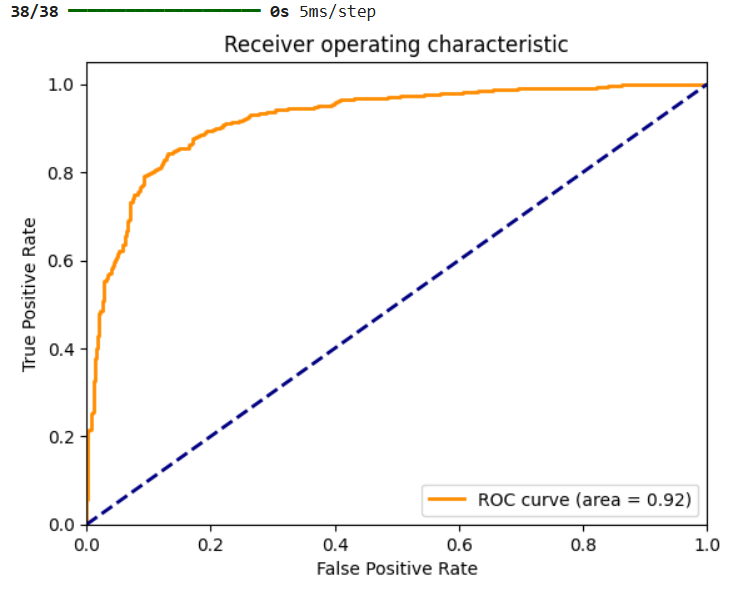 38/38 ━━━━━━━━━━━━━━━━━━━━ 0s 5ms/step
Receiver operating characteristic
1.0
0.8
0.6
0.4
0.2
0.0
True Positive Rate
ROC curve (area = 0.92)
0.0 0.2 0.4 0.6 0.8 1.0
False Positive Rate